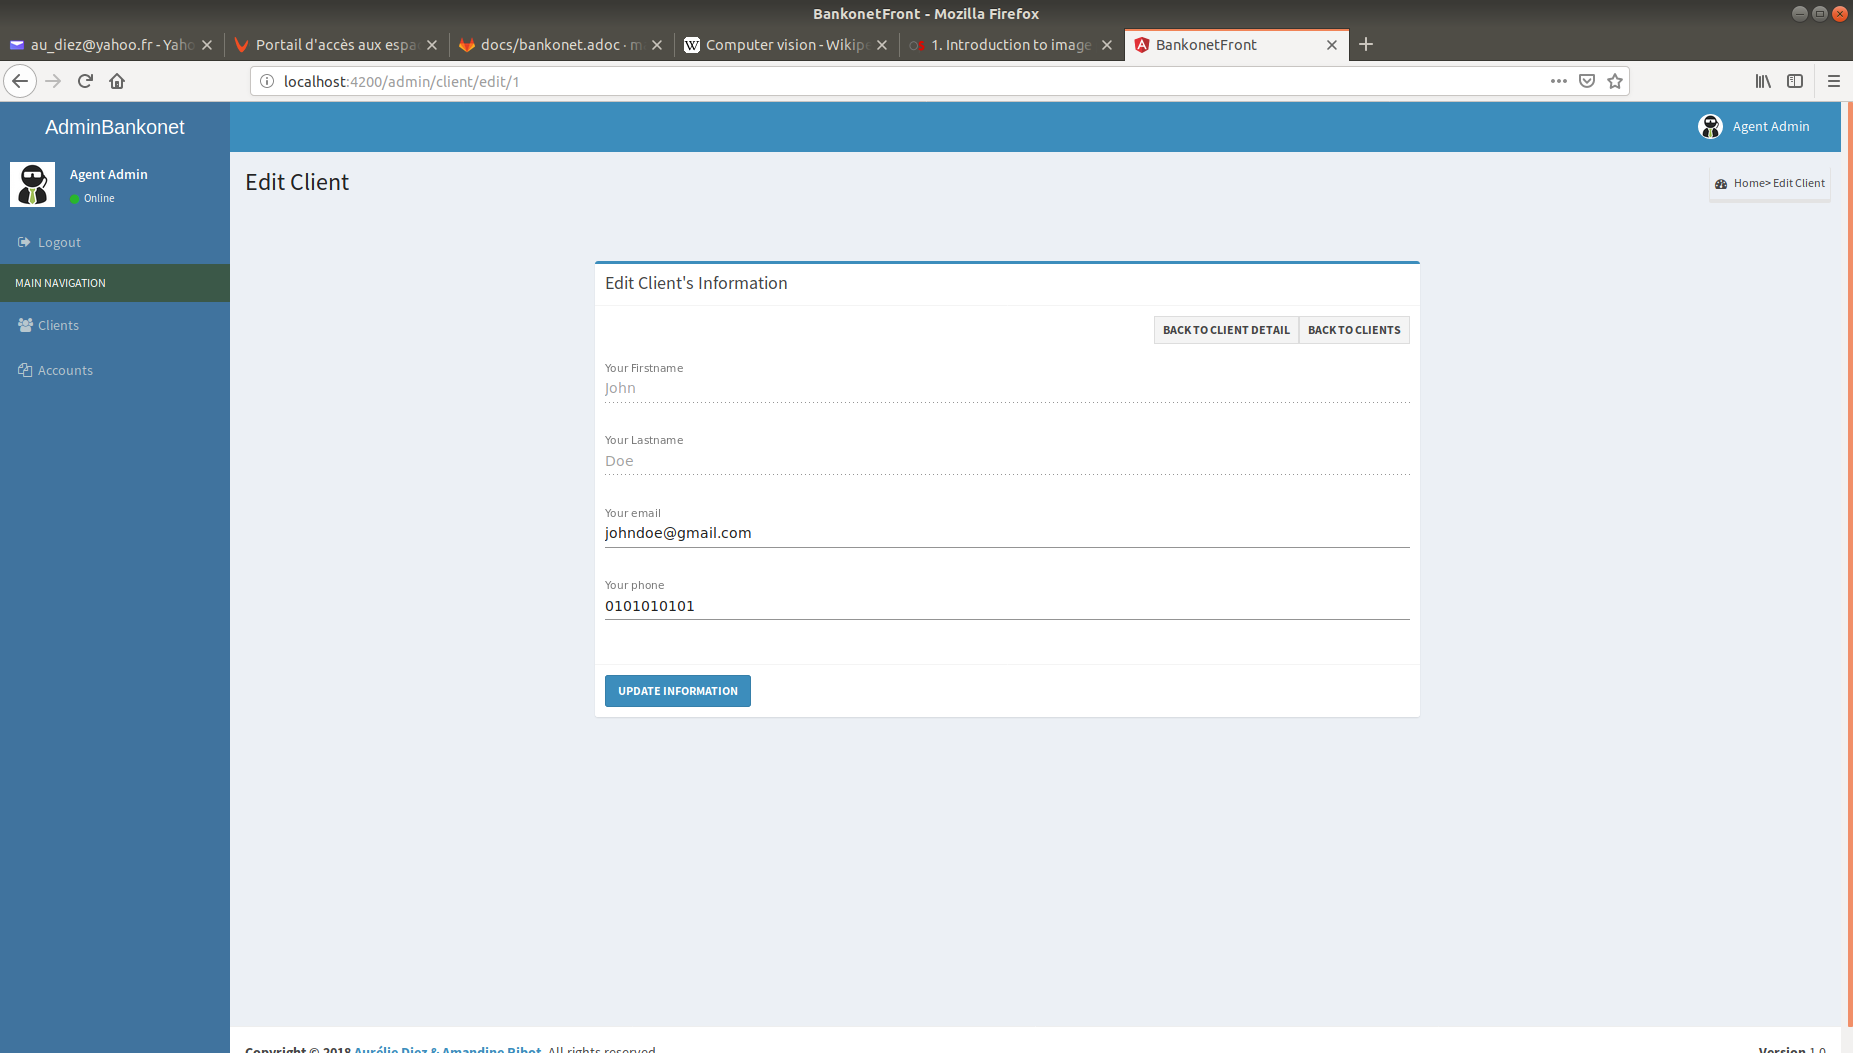 BankonetFront - Mozilla Firefox
au_diez@yahoo.fr - Yaho
Portail d'accès aux espa
docs/bankonet.adoc · m
Computer vision - Wikip
1. Introduction to image
BankonetFront
localhost:4200/admin/client/edit/1
AdminBankonet
Agent Admin
Agent Admin
Online
Edit Client
Home> Edit Client
Logout
MAIN NAVIGATION
Clients
Accounts
Edit Client's Information
BACK TO CLIENT DETAIL BACK TO CLIENTS
Your Firstname
John
Your Lastname
Doe
Your email
johndoe@gmail.com
Your phone
0101010101
UPDATE INFORMATION
Copyright © 2018 Aurélie Diez & Amandine Ribot. All rights reserved.
Version 1.0